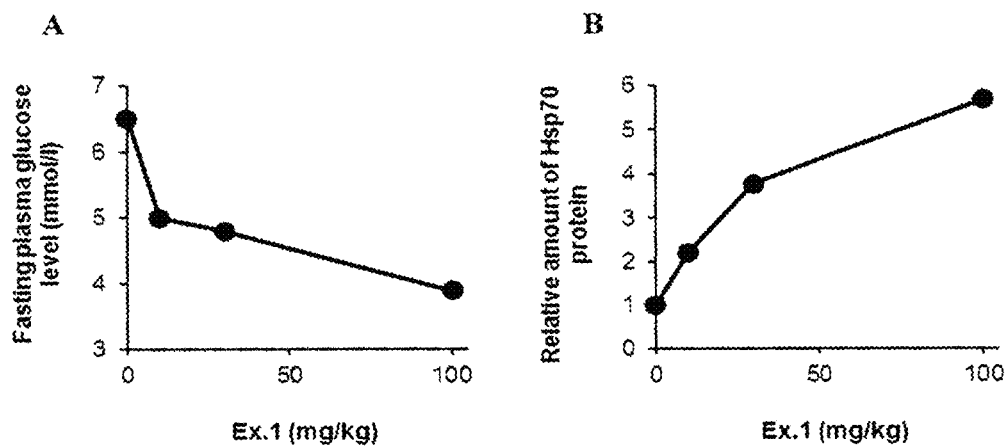 A
Fasting plasma glucose
level (mmol/l)
7
6
5
4
3
0
50
100
Ex.1 (mg/kg)
B
Relative amount of Hsp70
protein
6
5
4
3
2
1
0
0
50
100
Ex.1 (mg/kg)